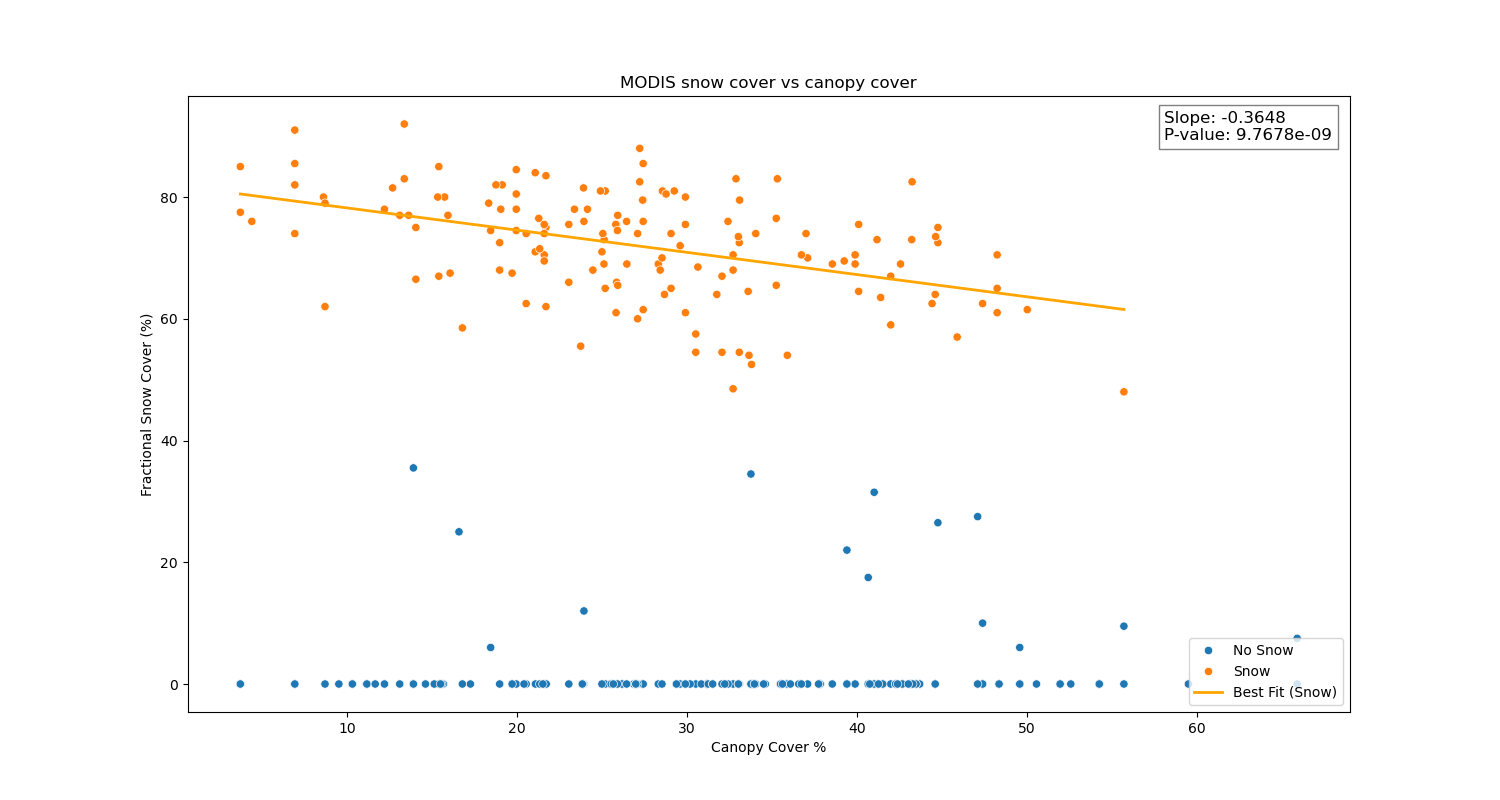 MODIS snow cover vs canopy cover
Slope: -0.3648
P-value: 9.7678e-09
Fractional Snow Cover (%)
80
60
40
20
0
No Snow
Snow
Best Fit (Snow)
10 20 30 40 50 60
Canopy Cover %